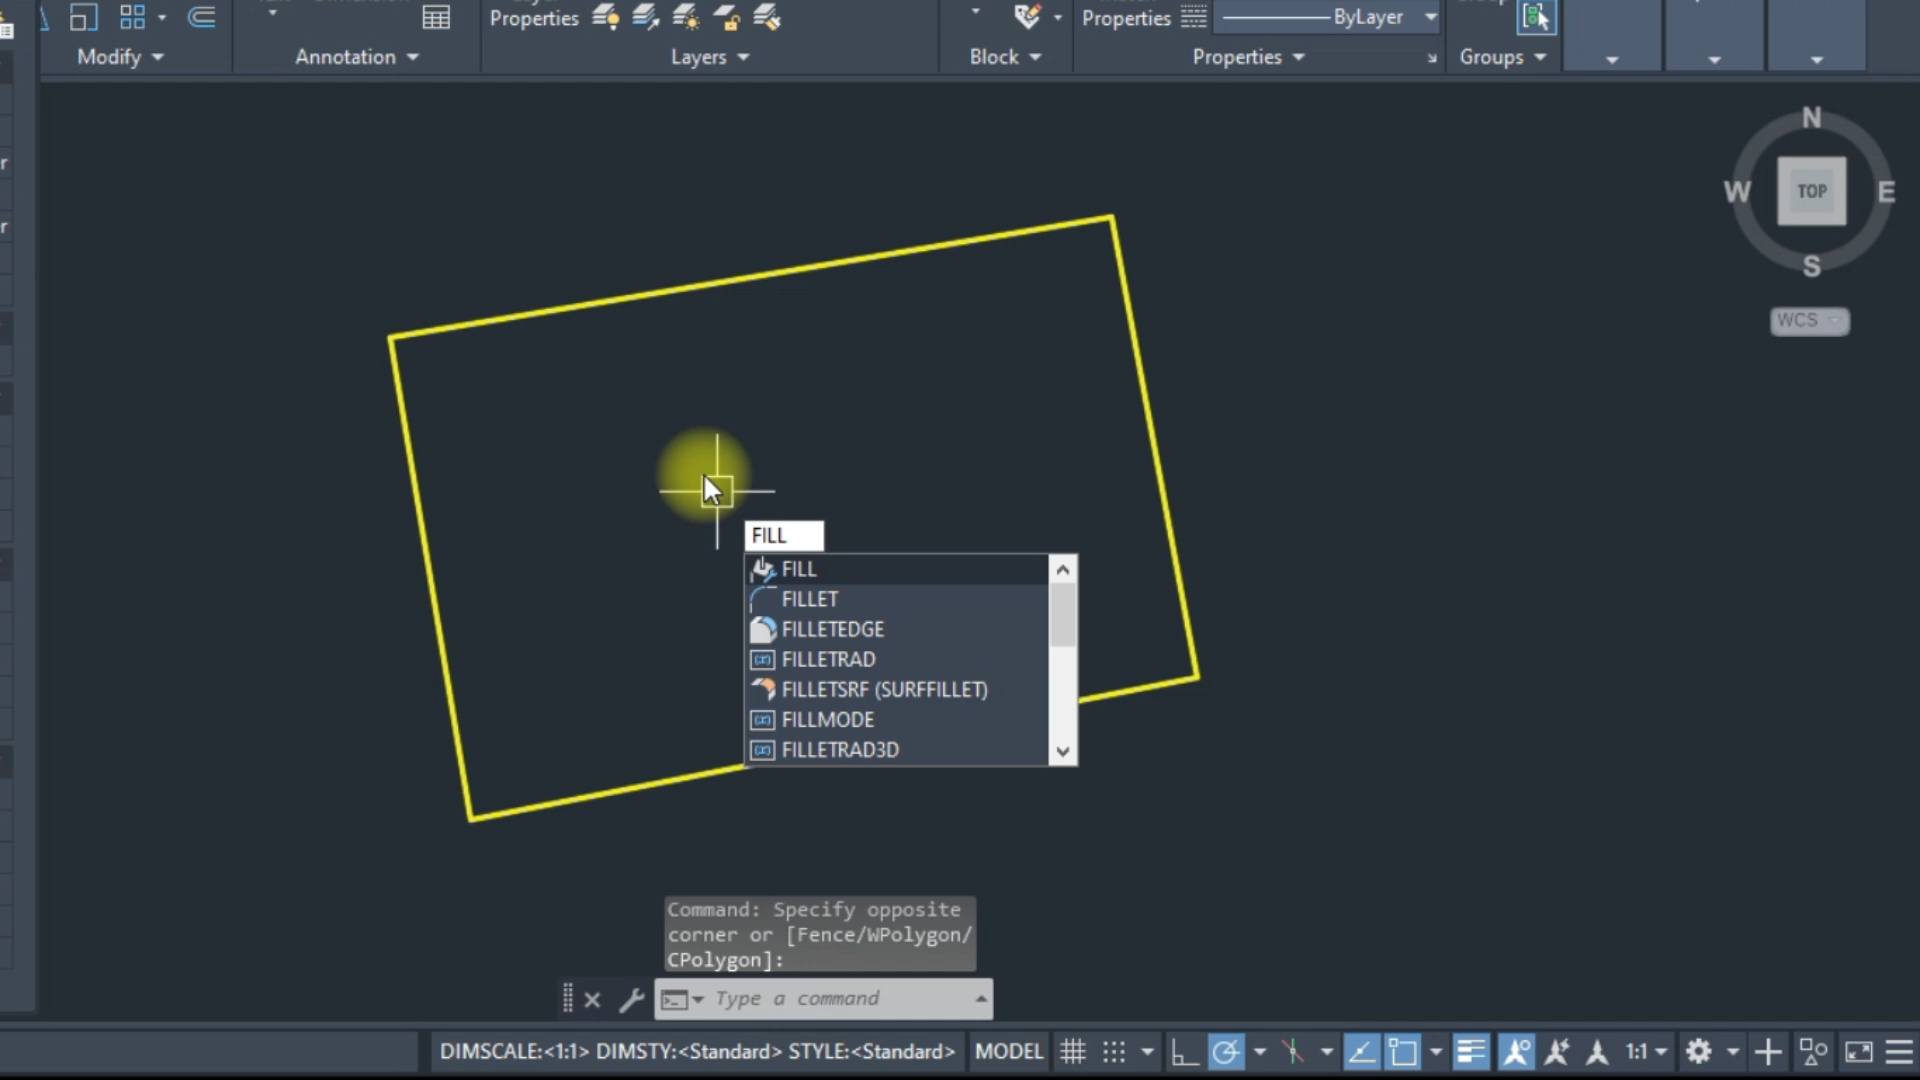 Properties
Properties
ByLayer
Modify
Annotation
Layers
Block
Properties
Groups
r
r
N
W
TOP
E
S
WCS
FILL
FILL
FILLET
FILLETEDGE
FILLETRAD
FILLETSRF (SURFFILLET)
FILLMODE
FILLETRAD3D
Command: Specify opposite
corner or [Fence/WPolygon/
CPolygon]:
Type a command
DIMSCALE:<1:1> DIMSTY:<Standard> STYLE:<Standard>
MODEL
1:1